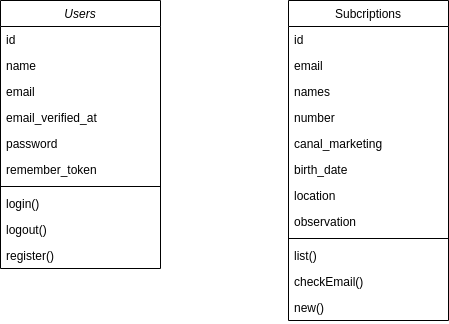 Users
id
name
email
email_verified_at
password
remember_token
login()
logout()
register()
Subcriptions
id
email
names
number
canal_marketing
birth_date
location
observation
list()
checkEmail()
new()